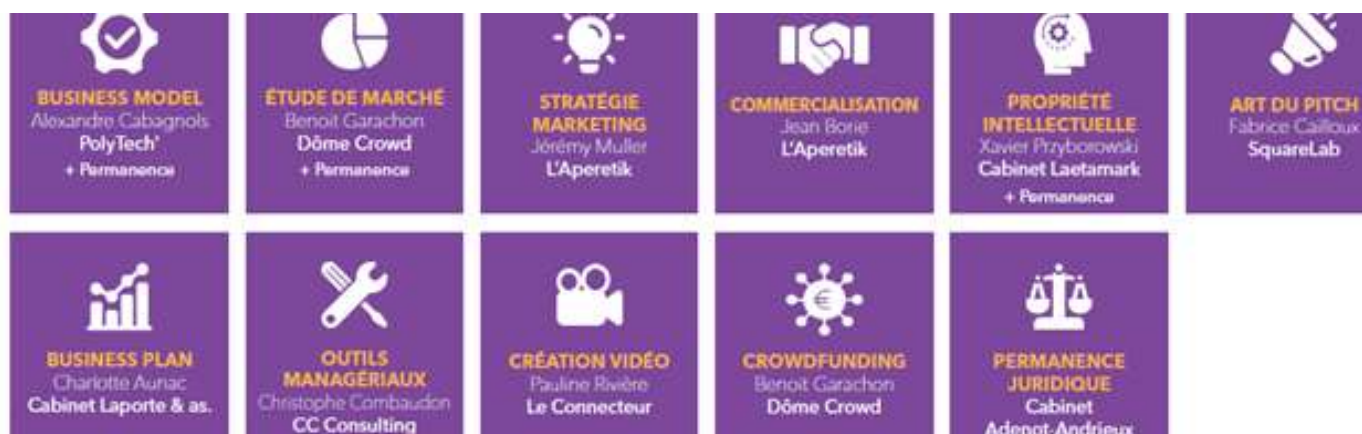 BUSINESS MODEL
Alexandre Cabagnols
PolyTech'
+ Permanence
ÉTUDE DE MARCHÉ
Benoit Garachon
Dôme Crowd
+ Permanence
STRATÉGIE
MARKETING
Jérémy Muller
L'Aperetik
COMMERCIALISATION
Jean Borie
L'Aperetik
PROPRIÉTÉ
INTELLECTUELLE
Xavier Przyborowski
Cabinet Laetamark
+ Permanence
ART DU PITCH
Fabrice Cailloux
SquareLab
BUSINESS PLAN
Charlotte Auriac
Cabinet Laporte & as.
OUTILS
MANAGÉRIAUX
Christophe Combaudon
CC Consulting
CRÉATION VIDÉO
Pauline Rivière
Le Connecteur
CROWDFUNDING
€
Benoit Garachon
Dôme Crowd
PERMANENCE
JURIDIQUE
Cabinet
Adenot-Andrieux